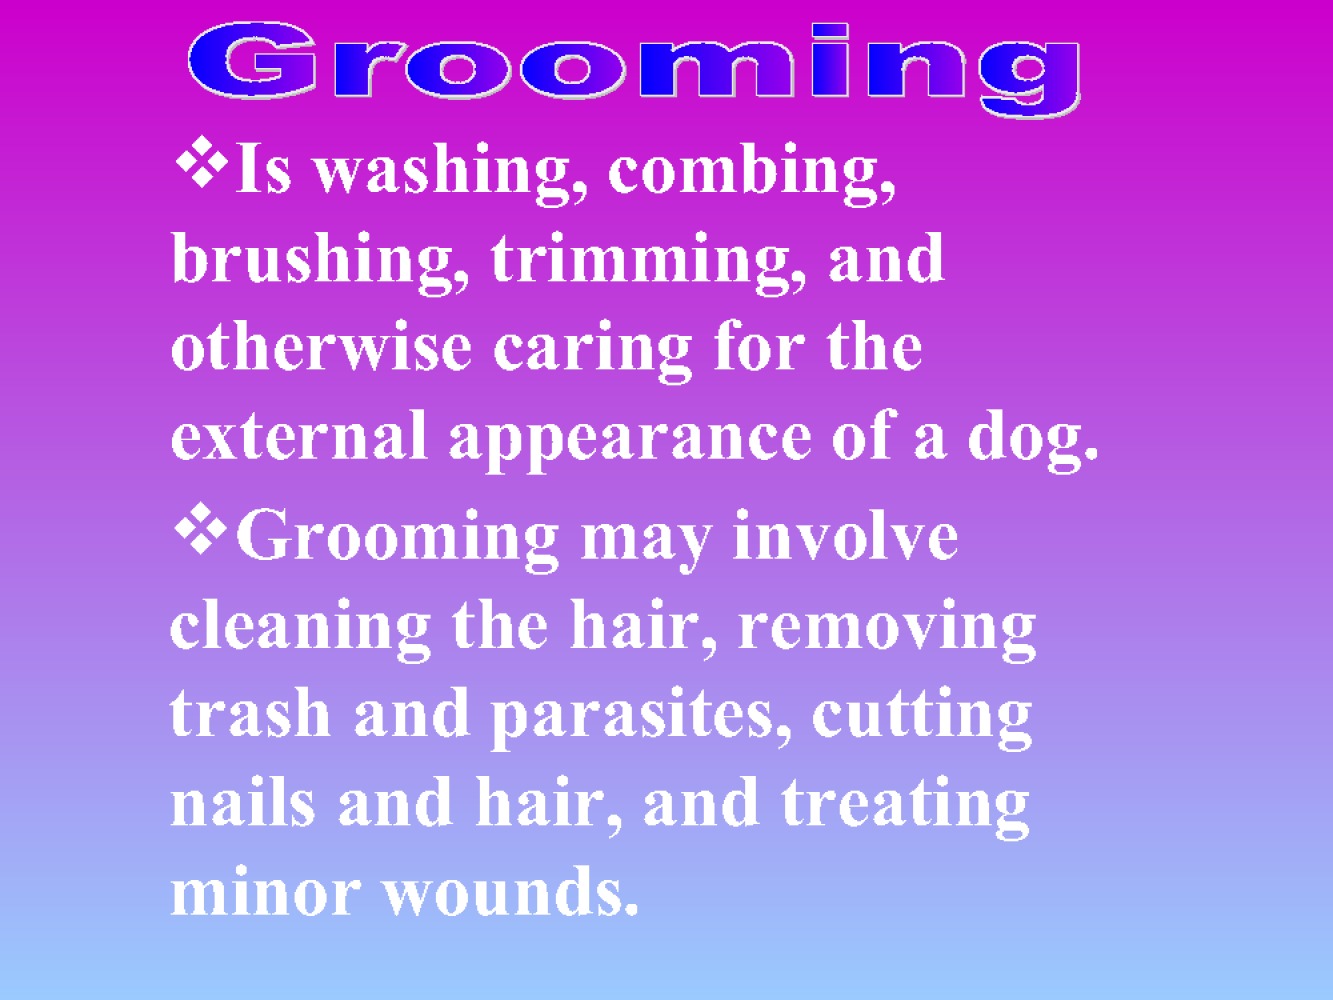 Grooming
❖Is washing, combing,
brushing, trimming, and
otherwise caring for the
external appearance of a dog.
❖Grooming may involve
cleaning the hair, removing
trash and parasites, cutting
nails and hair, and treating
minor wounds.